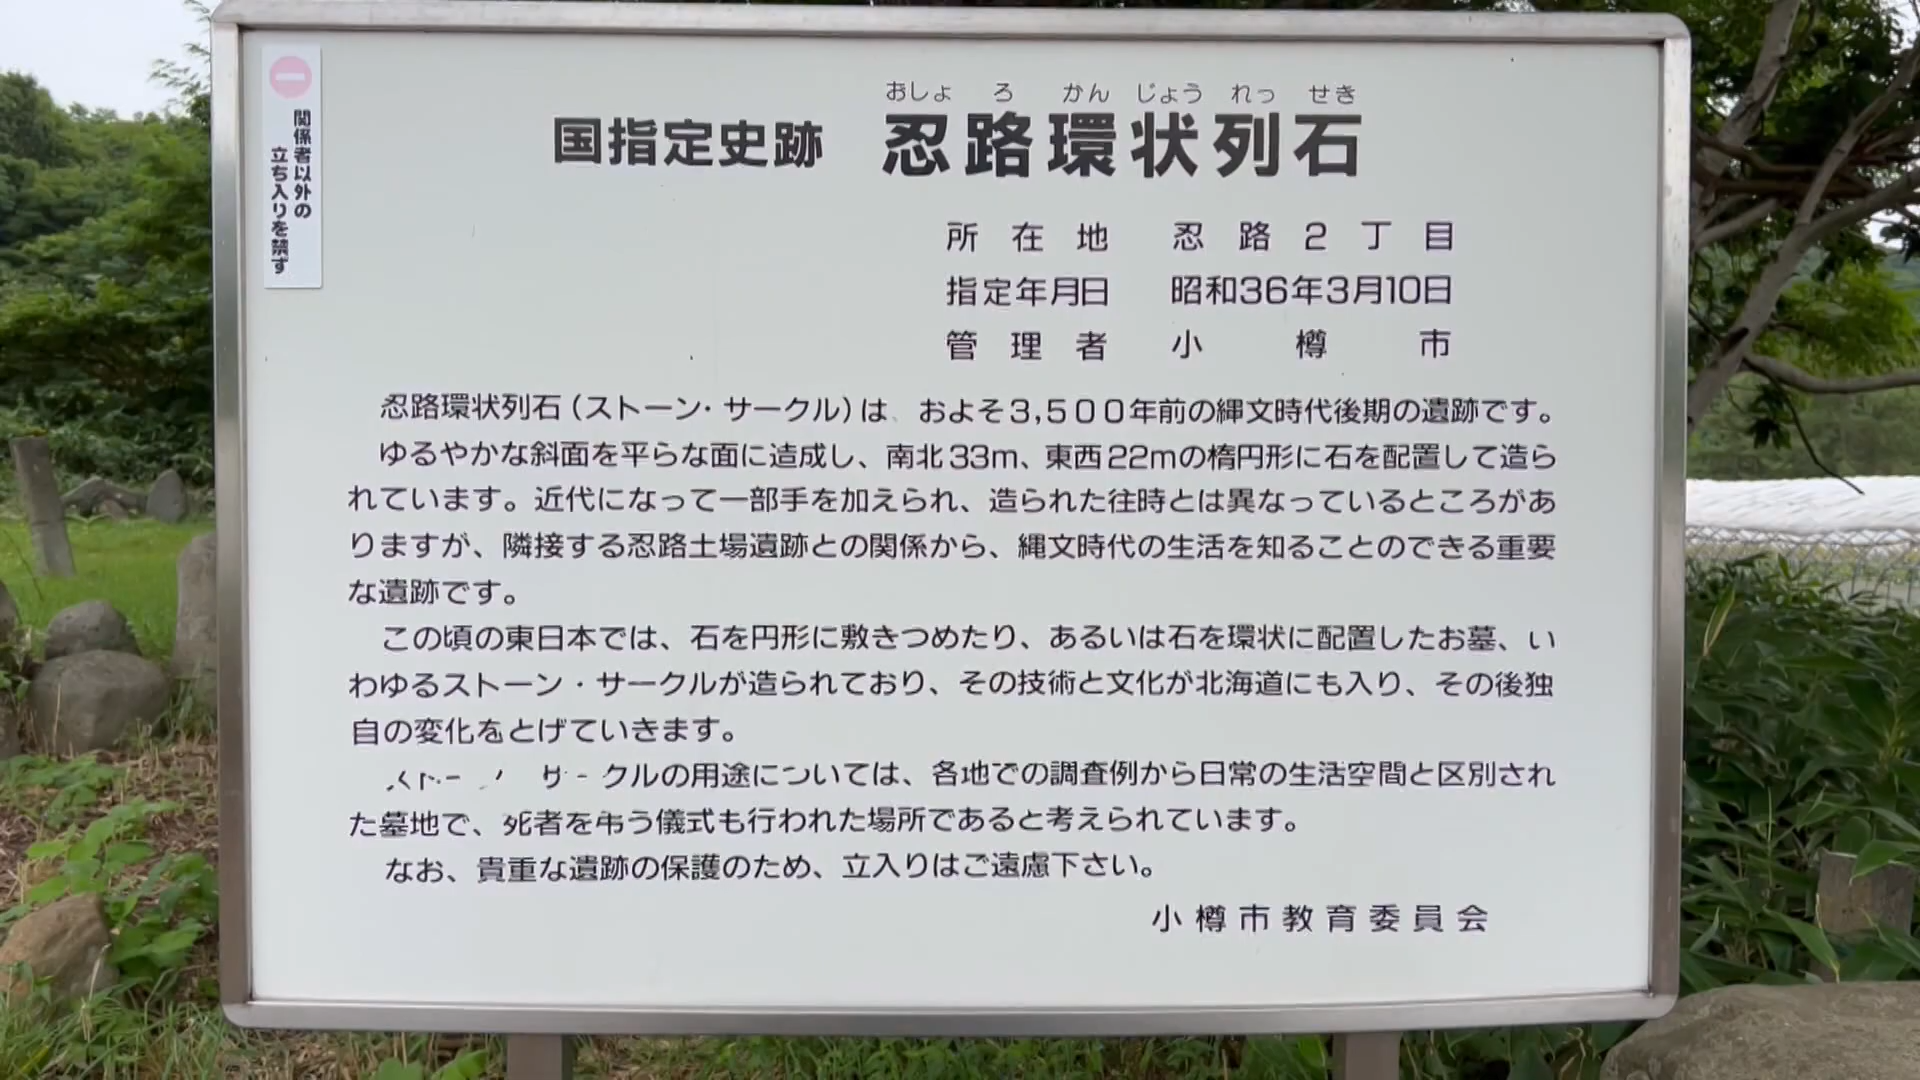 関係者以外の
立ち入りを禁ず
おしょ ろ かん じょう れっ せき
国指定史跡 忍路環状列石
所在地 忍路2丁目
指定年月日 昭和36年3月10日
管理者 小樽市
忍路環状列石(ストーン・サークル)は、およそ3,500年前の縄文時代後期の遺跡です。
ゆるやかな斜面を平らな面に造成し、南北33m、東西22mの楕円形に石を配置して造ら
れています。近代になって一部手を加えられ、造られた往時とは異なっているところがあ
りますが、隣接する忍路土場遺跡との関係から、縄文時代の生活を知ることのできる重要
な遺跡です。
この頃の東日本では、石を円形に敷きつめたり、あるいは石を環状に配置したお墓、い
わゆるストーン・サークルが造られており、その技術と文化が北海道にも入り、その後独
自の変化をとげていきます。
ストーン サークルの用途については、各地での調査例から日常の生活空間と区別され
た墓地で、死者を弔う儀式も行われた場所であると考えられています。
なお、貴重な遺跡の保護のため、立入りはご遠慮下さい。
小樽市教育委員会